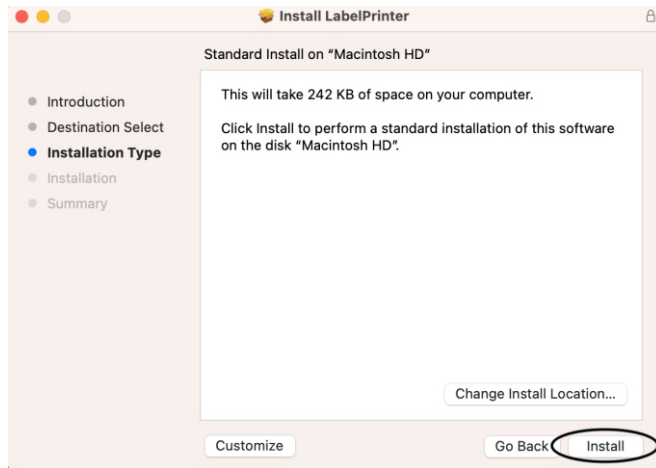 Install LabelPrinter
Standard Install on “Macintosh HD”
Introduction
Destination Select
Installation Type
Installation
Summary
This will take 242 KB of space on your computer.
Click Install to perform a standard installation of this software
on the disk “Macintosh HD”.
Change Install Location...
Customize
Go Back
Install